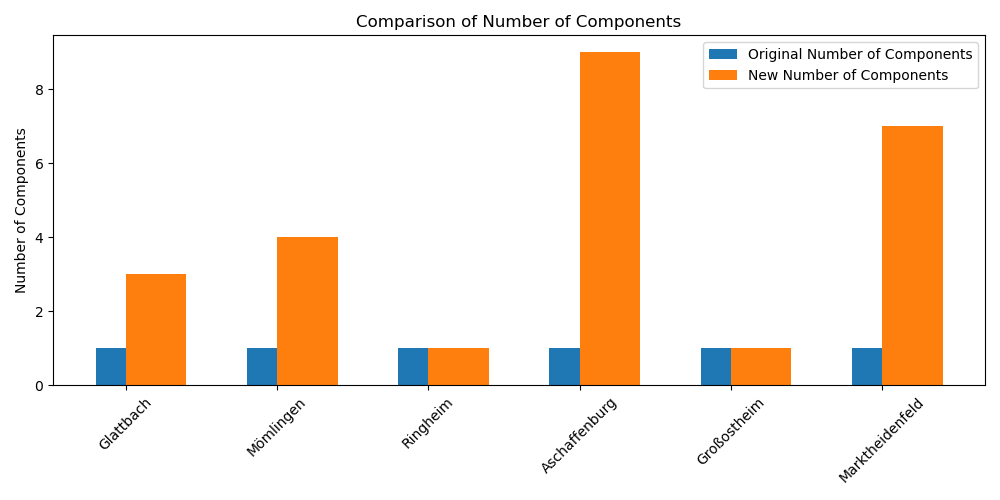 Comparison of Number of Components
Original Number of Components
New Number of Components
Number of Components
8
6
4
2
0
Glattbach
Mömlingen
Ringheim
Aschaffenburg
Großostheim
Marktheidenfeld